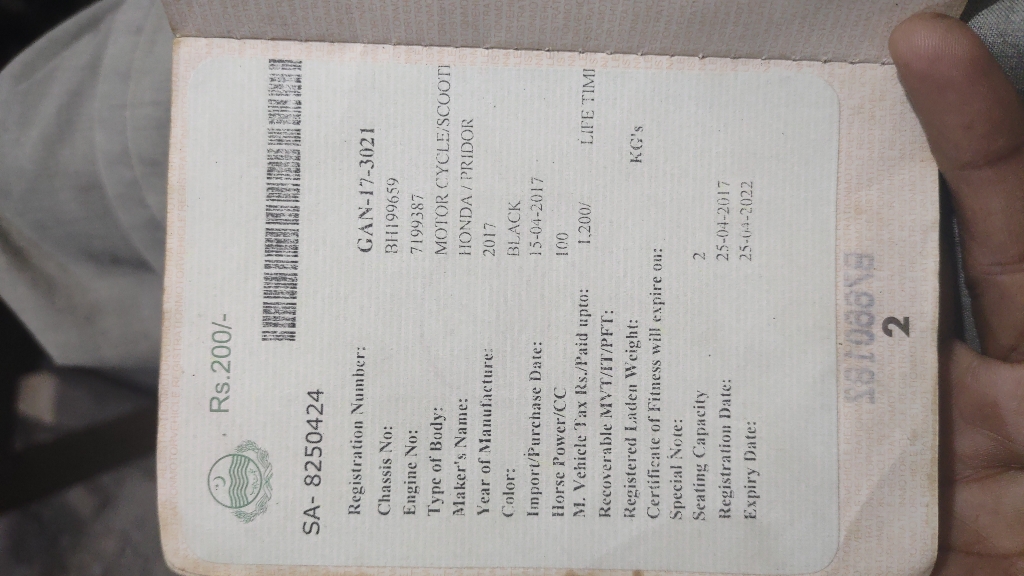 Rs.200/-
SA- 8250424
Registration Number: GAN-17-3021
Chassis No: BH199659
Engine No: 7199387
Type of Body: MOTOR CYCLE/SCOOT
Maker's Name: HONDA / PRIDOR
Year of Manufacture: 2017
Color: BLACK
Import/Purchase Date: 15-04-2017
Horse Power/CC 100
M. Vehicle Tax Rs./Paid upto: 1,200/ LIFE TIM
Recoverable MVT/IT/PFT:
Registered Laden Weight: KG's
Certificate of Fitness will expire on:
Special Note:
Seating Capacity 2
Registration Date: 25-04-2017
Expiry Date: 25-04-2022
2